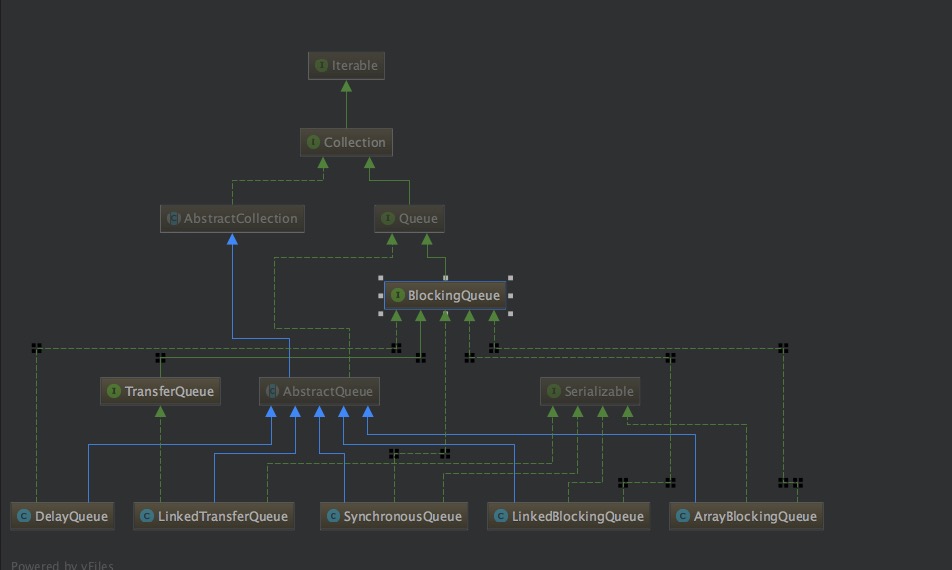 I Iterable
I Collection
C AbstractCollection
I Queue
I BlockingQueue
I TransferQueue
C AbstractQueue
I Serializable
C DelayQueue
C LinkedTransferQueue
C SynchronousQueue
C LinkedBlockingQueue
C ArrayBlockingQueue
Powered by yFiles